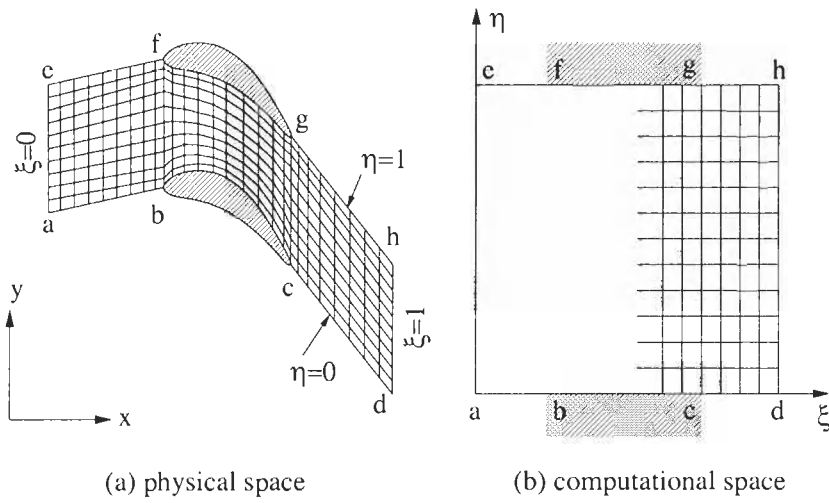 f
e
ξ=0
a
b
g
η=1
h
c
ξ=1
η=0
d
y
x
(a) physical space
η
e
f
g
h
a
b
c
d
ξ
(b) computational space